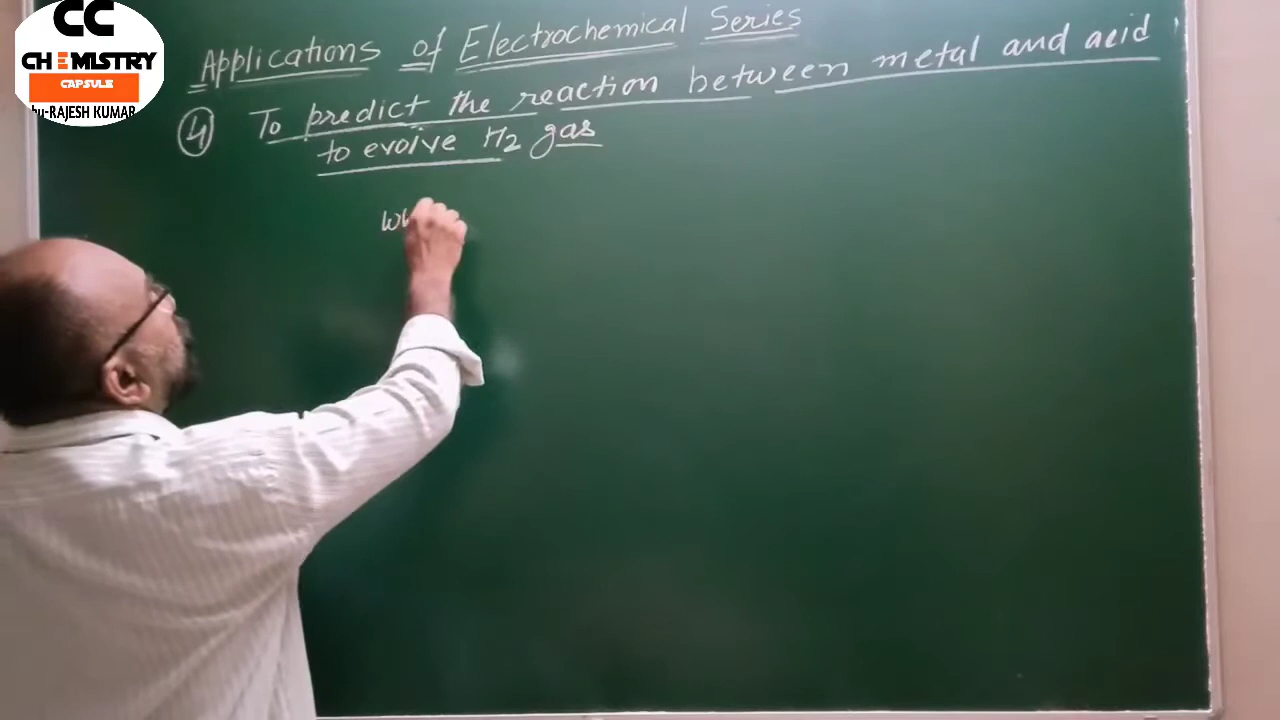 CC
CHEMISTRY
CAPSULE
by-RAJESH KUMAR
Applications of Electrochemical Series
4 To predict the reaction between metal and acid
to evolve H2 gas